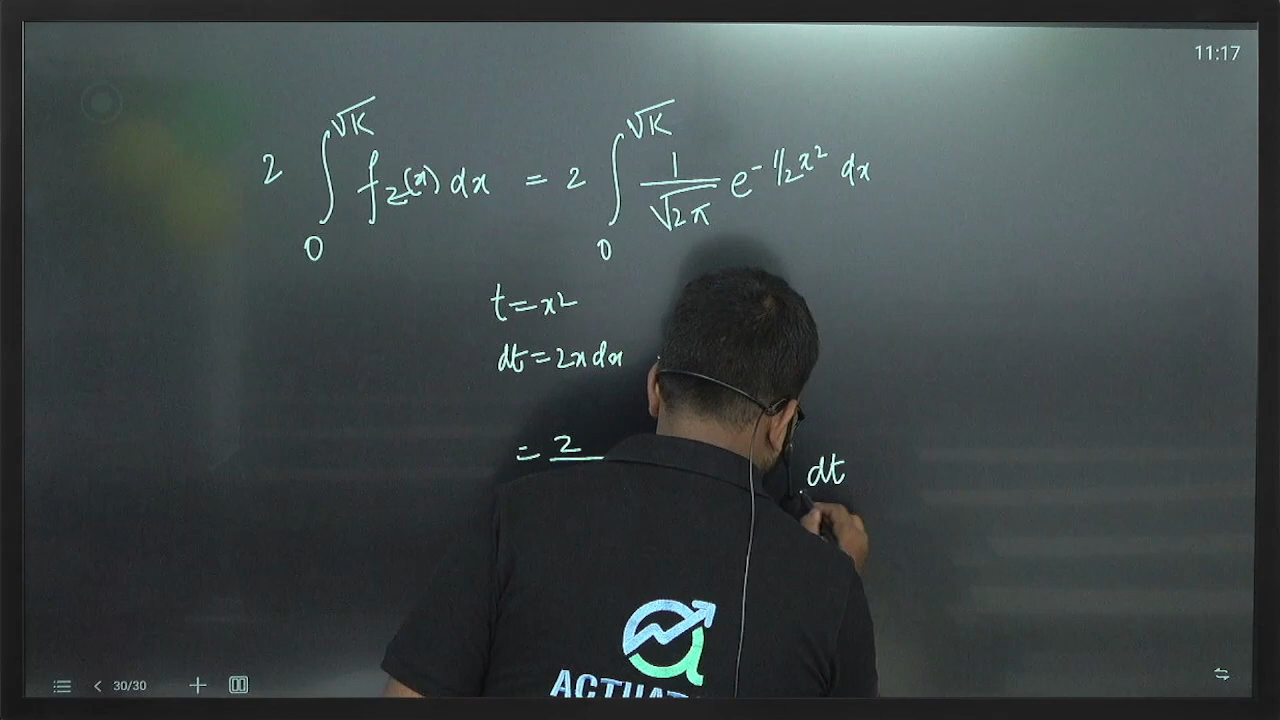 11:17
2 ∫₀^√K f_Z(x) dx = 2 ∫₀^√K 1/√2π e^-1/2x² dx
t = x²
dt = 2x dx
= 2 dt
30/30